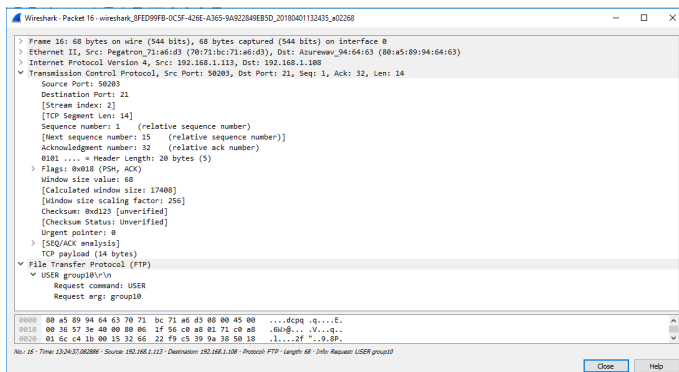 Wireshark · Packet 16 · wireshark_8FED99FB-0C5F-426E-A365-9A922849EB5D_20180401132435_a02268
> Frame 16: 68 bytes on wire (544 bits), 68 bytes captured (544 bits) on interface 0
> Ethernet II, Src: Pegatron_71:a6:d3 (70:71:bc:71:a6:d3), Dst: Azurewav_94:64:63 (80:a5:89:94:64:63)
> Internet Protocol Version 4, Src: 192.168.1.113, Dst: 192.168.1.108
Transmission Control Protocol, Src Port: 50203, Dst Port: 21, Seq: 1, Ack: 32, Len: 14
Source Port: 50203
Destination Port: 21
[Stream index: 2]
[TCP Segment Len: 14]
Sequence number: 1 (relative sequence number)
[Next sequence number: 15 (relative sequence number)]
Acknowledgment number: 32 (relative ack number)
0101 .... = Header Length: 20 bytes (5)
> Flags: 0x018 (PSH, ACK)
Window size value: 68
[Calculated window size: 17408]
[Window size scaling factor: 256]
Checksum: 0xd123 [unverified]
[Checksum Status: Unverified]
Urgent pointer: 0
> [SEQ/ACK analysis]
TCP payload (14 bytes)
File Transfer Protocol (FTP)
USER group10\r\n
Request command: USER
Request arg: group10
0000 80 a5 89 94 64 63 70 71 bc 71 a6 d3 08 00 45 00 ....dcpq .q....E.
0010 00 36 57 3e 40 00 80 06 1f 56 c0 a8 01 71 c0 a8 .6W>@... .V...q..
0020 01 6c c4 1b 00 15 32 66 22 f9 c5 39 9a 38 50 18 .l....2f "..9.8P.
No.: 16 · Time: 13:24:37,082886 · Source: 192.168.1.113 · Destination: 192.168.1.108 · Protocol: FTP · Length: 68 · Info: Request: USER group10
Close Help